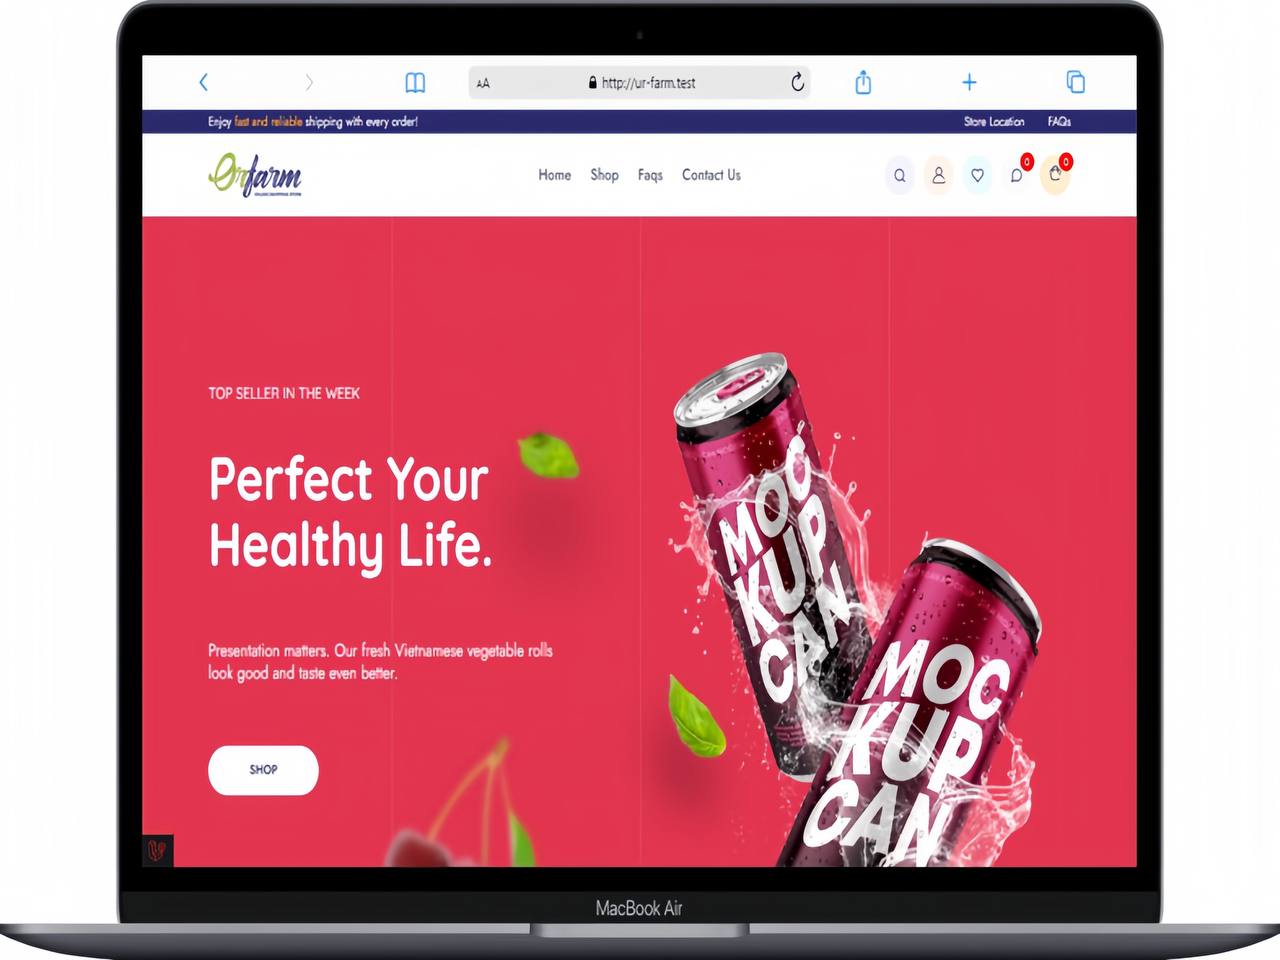 AA
http://ur-farm.test
Enjoy fast and reliable shipping with every order!
Store Location FAQs
Orfarm
Home Shop Faqs Contact Us
0 0
TOP SELLER IN THE WEEK
Perfect Your
Healthy Life.
Presentation matters. Our fresh Vietnamese vegetable rolls
look good and taste even better.
SHOP
MOC
KUP
CAN
MOC
KUP
CAN
MacBook Air